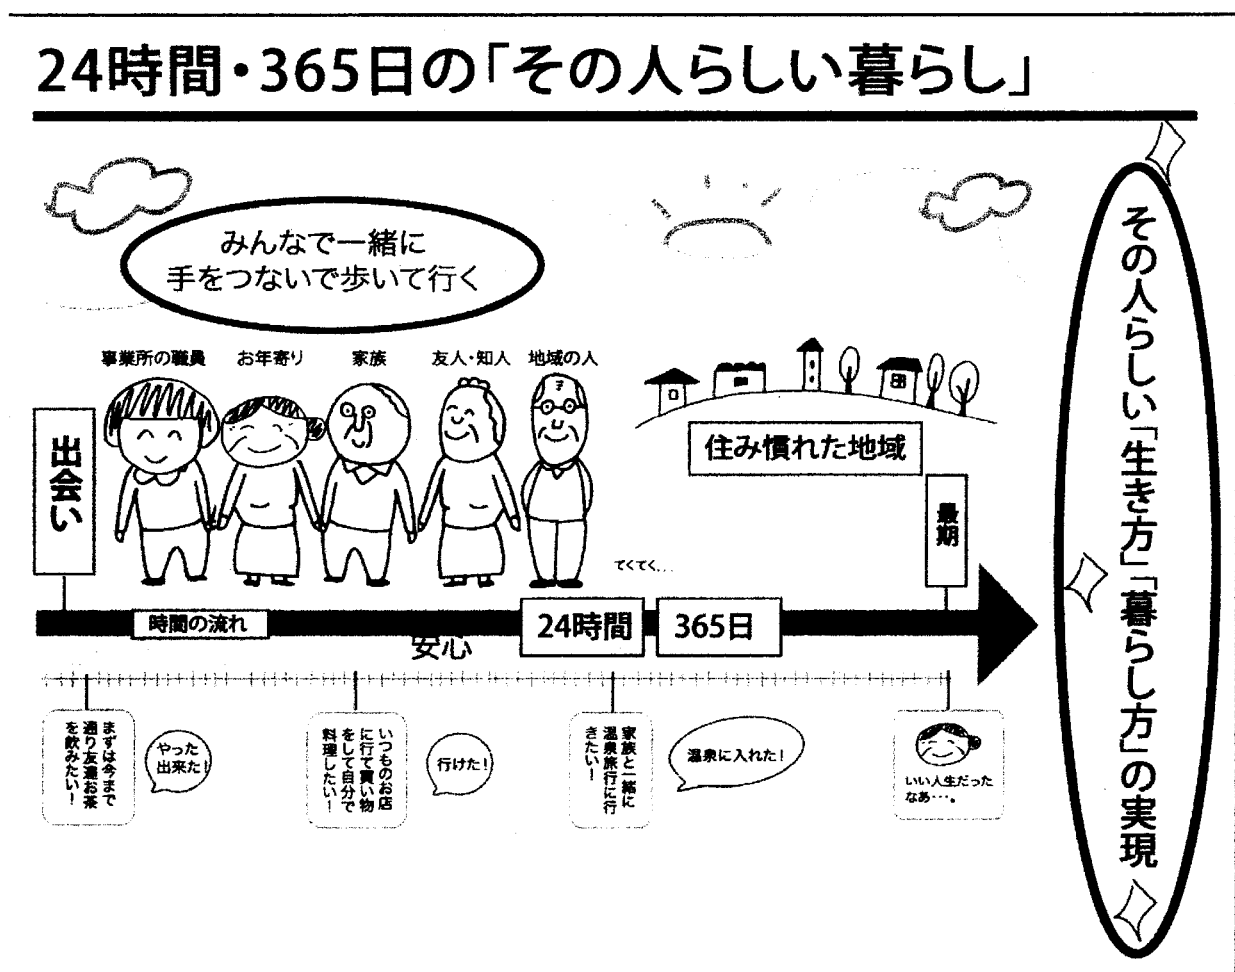 24時間・365日の「その人らしい暮らし」
みんなで一緒に
手をつないで歩いて行く
事業所の職員
お年寄り
家族
友人・知人
地域の人
出会い
住み慣れた地域
最期
てくてく...
時間の流れ
24時間
365日
安心
まずは今まで
通り友達お茶
を飲みたい！
やった
出来た！
いつものお店
に行て買い物
をして自分で
料理したい！
行けた！
家族と一緒に
温泉旅行に行
きたい！
温泉に入れた！
いい人生だった
なあ・・・。
その人らしい「生き方」「暮らし方」の実現